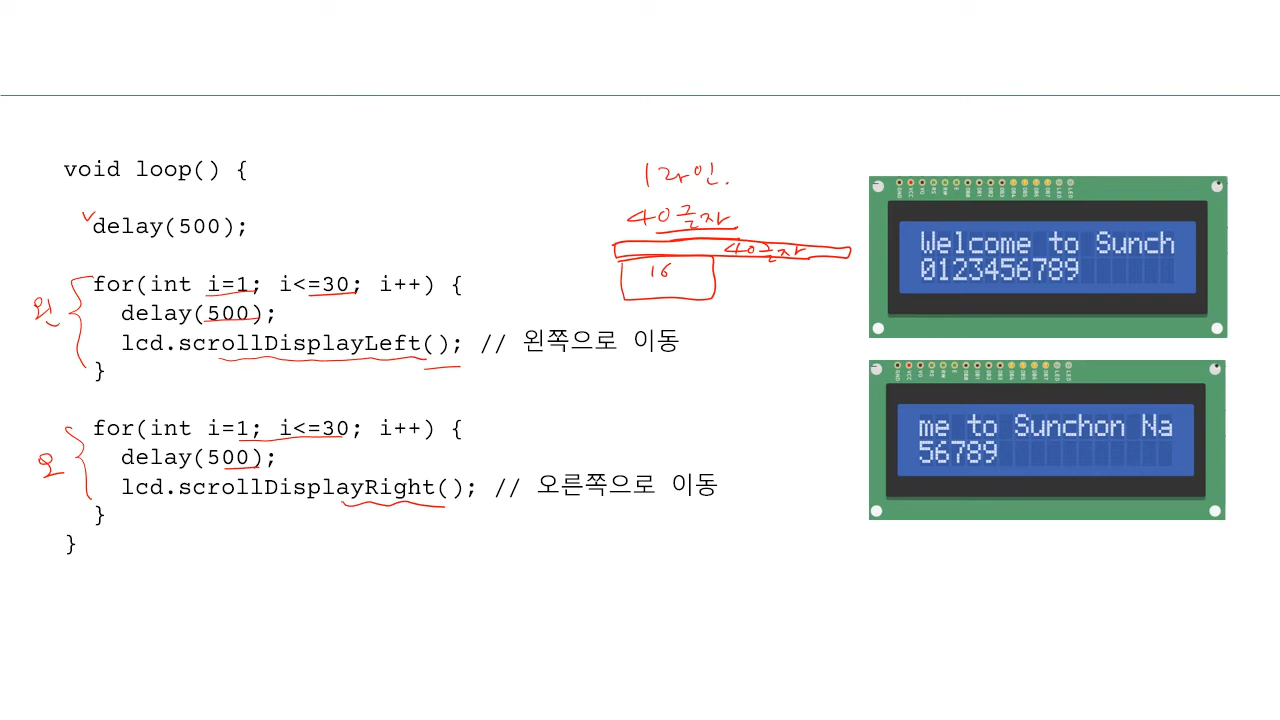 void loop() {
delay(500);
for(int i=1; i<=30; i++) {
delay(500);
lcd.scrollDisplayLeft(); // 왼쪽으로 이동
}
for(int i=1; i<=30; i++) {
delay(500);
lcd.scrollDisplayRight(); // 오른쪽으로 이동
}
}
왼
오
1라인.
40글자
40글자
16
Welcome to Sunch
0123456789
me to Sunchon Na
56789